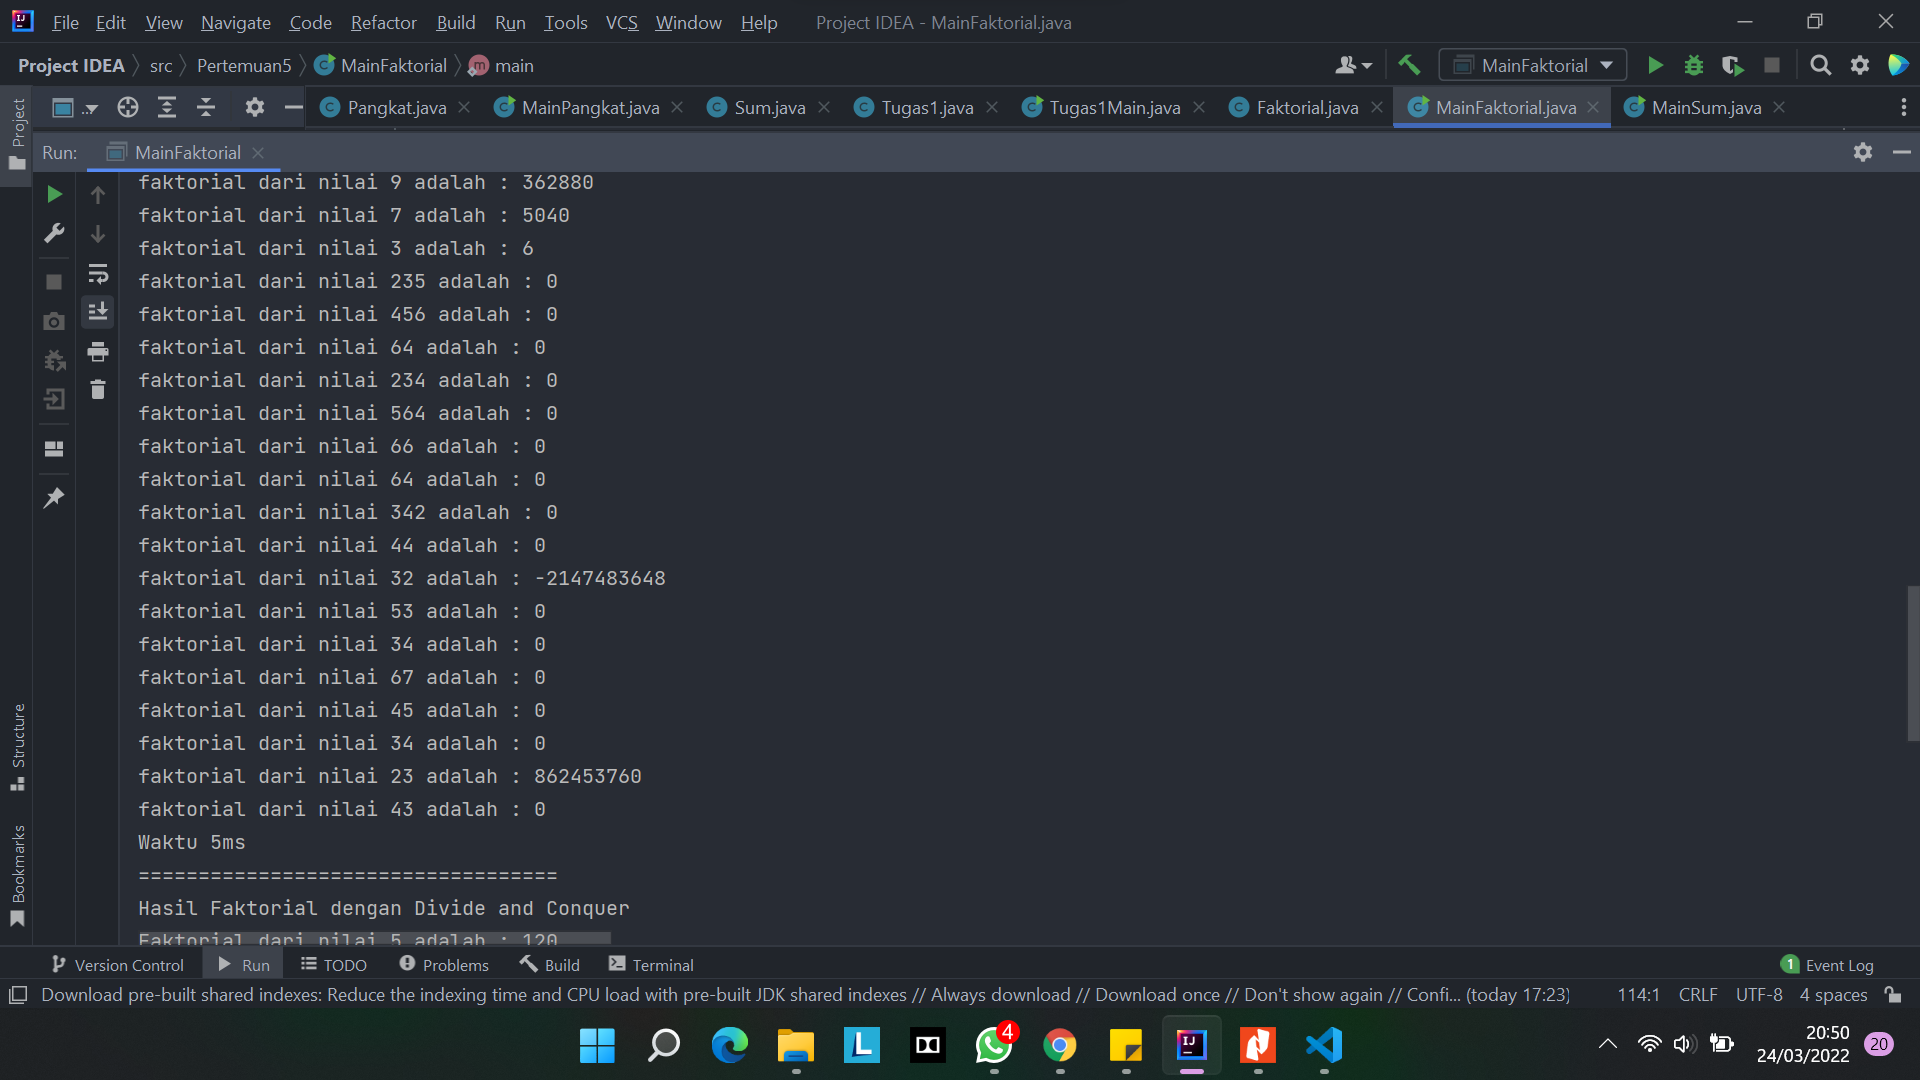 File Edit View Navigate Code Refactor Build Run Tools VCS Window Help Project IDEA - MainFaktorial.java
Project IDEA src Pertemuan5 MainFaktorial main MainFaktorial
Project
Pangkat.java MainPangkat.java Sum.java Tugas1.java Tugas1Main.java Faktorial.java MainFaktorial.java MainSum.java
Run: MainFaktorial
faktorial dari nilai 9 adalah : 362880
faktorial dari nilai 7 adalah : 5040
faktorial dari nilai 3 adalah : 6
faktorial dari nilai 235 adalah : 0
faktorial dari nilai 456 adalah : 0
faktorial dari nilai 64 adalah : 0
faktorial dari nilai 234 adalah : 0
faktorial dari nilai 564 adalah : 0
faktorial dari nilai 66 adalah : 0
faktorial dari nilai 64 adalah : 0
faktorial dari nilai 342 adalah : 0
faktorial dari nilai 44 adalah : 0
faktorial dari nilai 32 adalah : -2147483648
faktorial dari nilai 53 adalah : 0
faktorial dari nilai 34 adalah : 0
faktorial dari nilai 67 adalah : 0
faktorial dari nilai 45 adalah : 0
faktorial dari nilai 34 adalah : 0
faktorial dari nilai 23 adalah : 862453760
faktorial dari nilai 43 adalah : 0
Waktu 5ms
===================================
Hasil Faktorial dengan Divide and Conquer
Faktorial dari nilai 5 adalah : 120
Structure
Bookmarks
Version Control Run TODO Problems Build Terminal 1 Event Log
Download pre-built shared indexes: Reduce the indexing time and CPU load with pre-built JDK shared indexes // Always download // Download once // Don't show again // Confi... (today 17:23) 114:1 CRLF UTF-8 4 spaces
4
20:50
24/03/2022
20